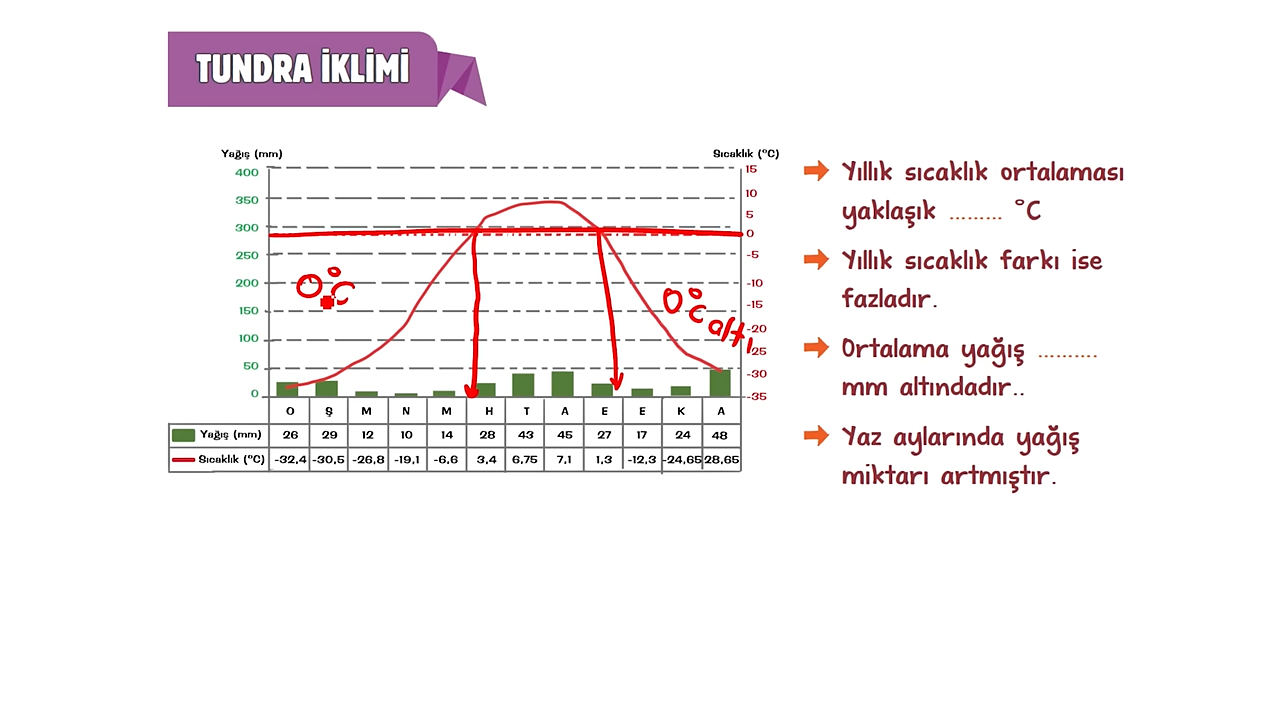 TUNDRA İKLİMİ
Yağış (mm)
Sıcaklık (°C)
400
350
300
250
200
150
100
50
0
15
10
5
0
-5
-10
-15
-20
-25
-30
-35
0°C
0°C altı
O Ş M N M H T A E E K A
Yağış (mm) 26 29 12 10 14 28 43 45 27 17 24 48
Sıcaklık (°C) -32,4 -30,5 -26,8 -19,1 -6,6 3,4 6,75 7,1 1,3 -12,3 -24,65 28,65
Yıllık sıcaklık ortalaması
yaklaşık ......... °C
Yıllık sıcaklık farkı ise
fazladır.
Ortalama yağış ..........
mm altındadır..
Yaz aylarında yağış
miktarı artmıştır.